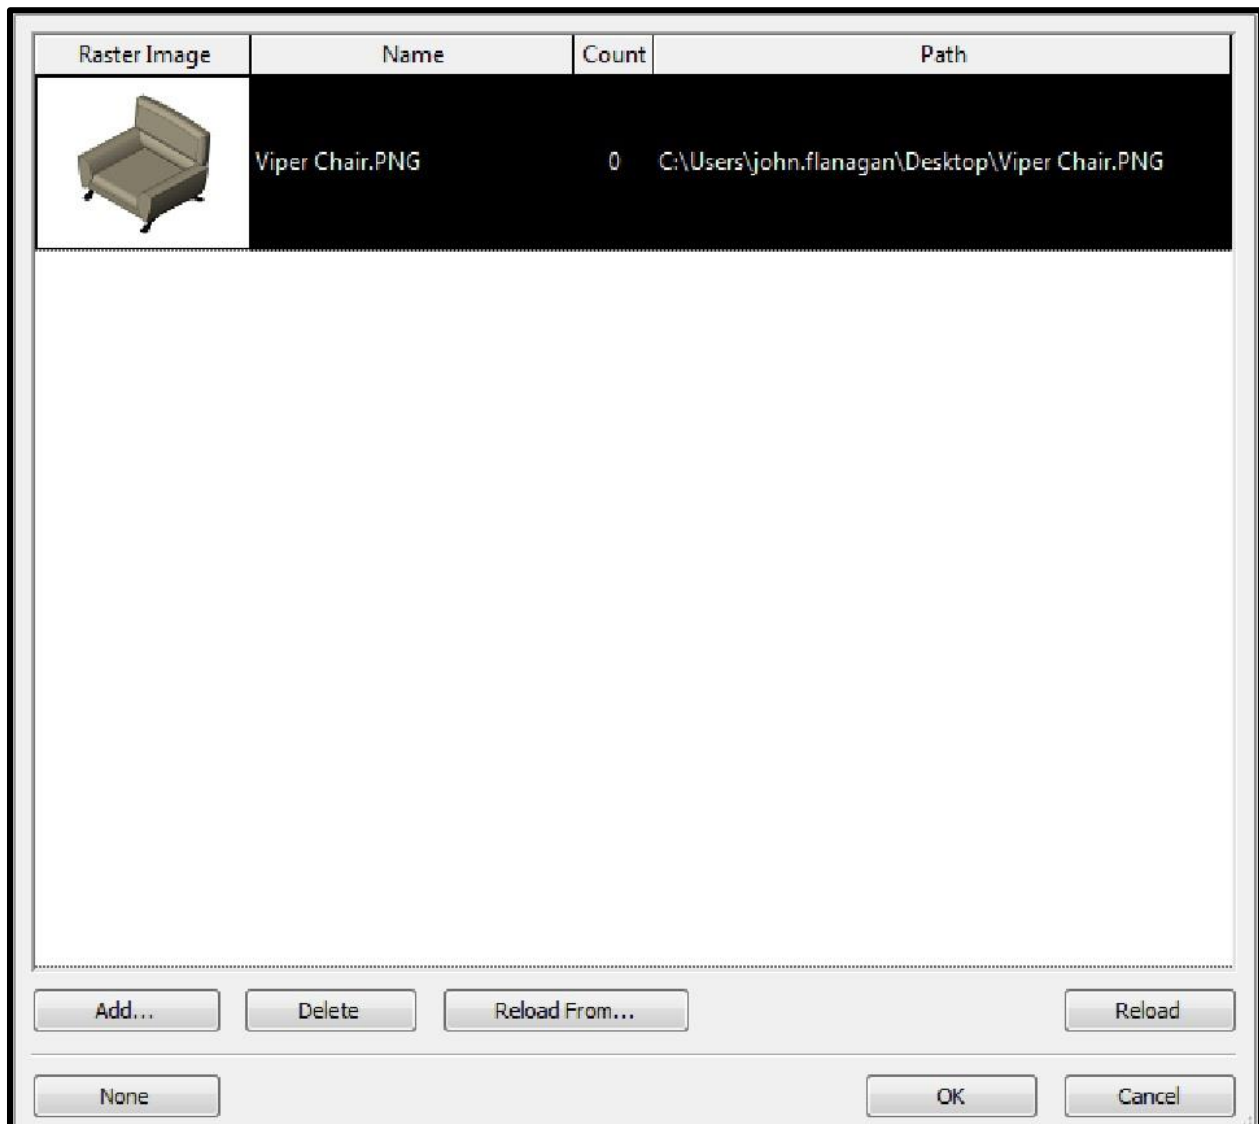 Raster Image Name Count Path
Viper Chair.PNG 0 C:\Users\john.flanagan\Desktop\Viper Chair.PNG
Add... Delete Reload From... Reload
None OK Cancel